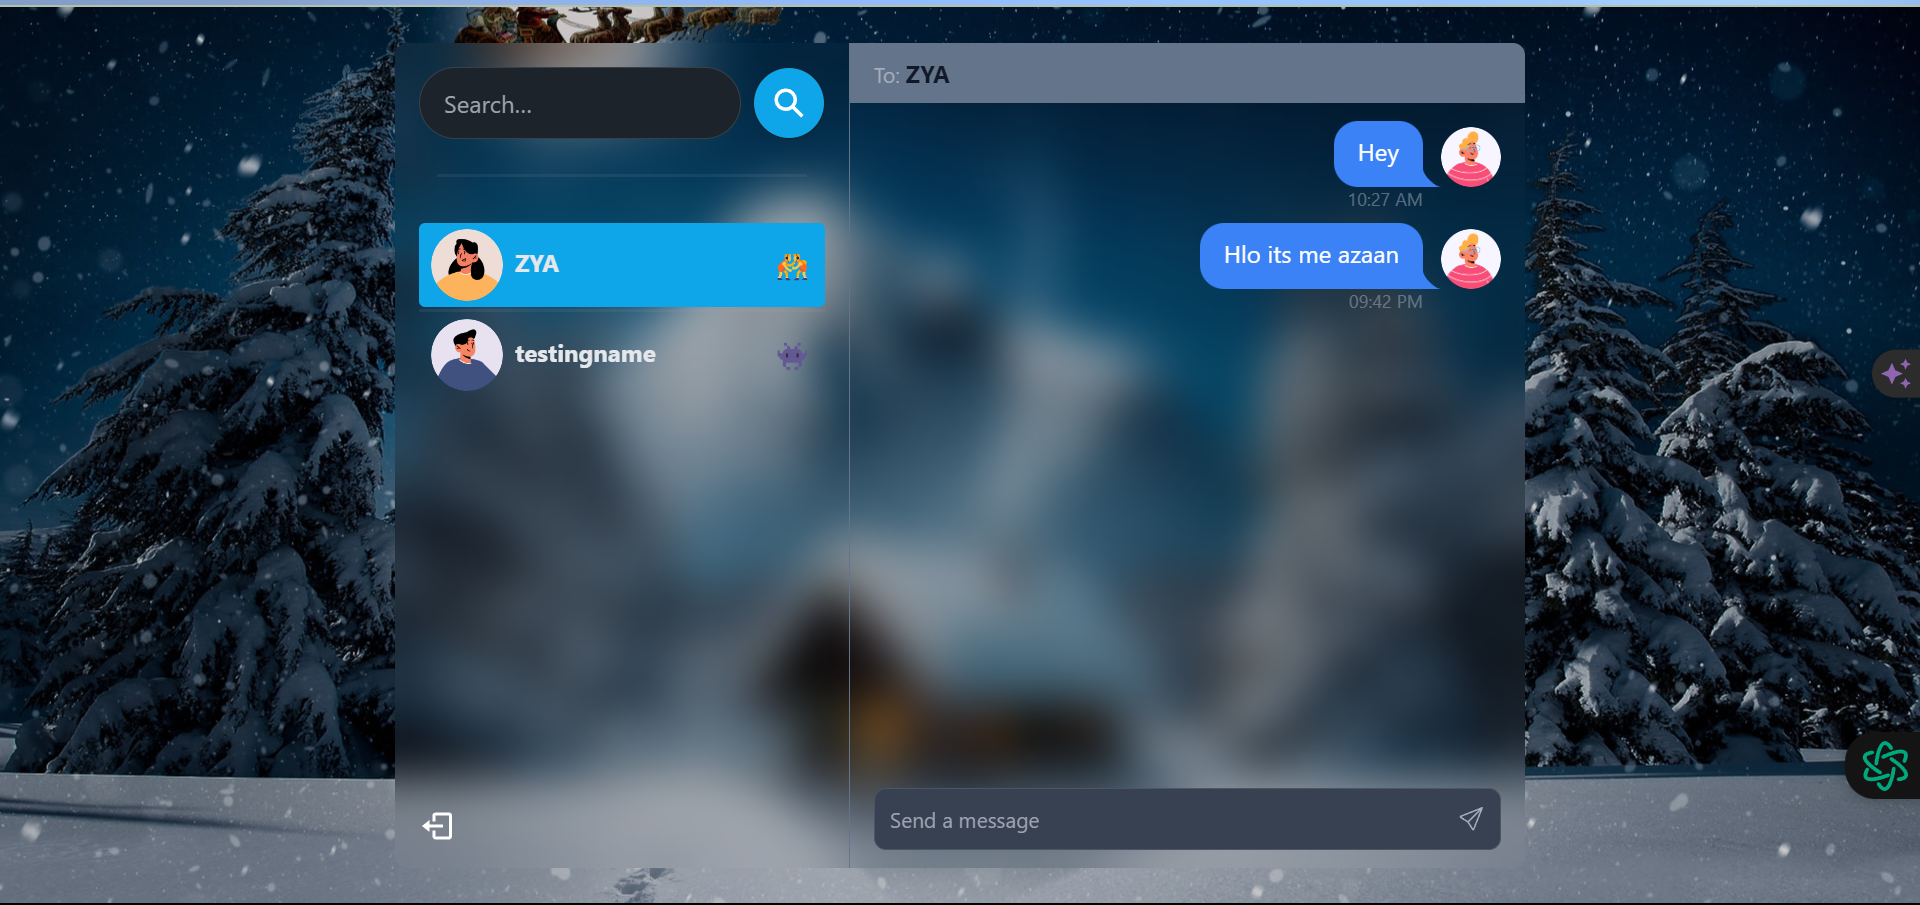 Search...
ZYA
testingname
To: ZYA
Hey
10:27 AM
Hlo its me azaan
09:42 PM
Send a message